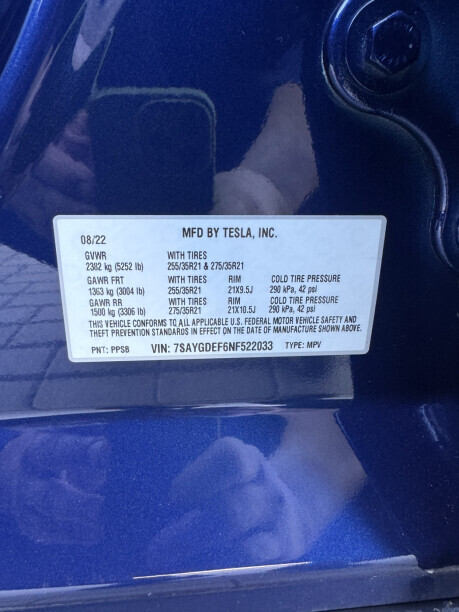 MFD BY TESLA, INC.
08/22
GVWR WITH TIRES
2382 kg (5252 lb) 255/35R21 & 275/35R21
GAWR FRT WITH TIRES RIM COLD TIRE PRESSURE
1363 kg (3004 lb) 255/35R21 21X9.5J 290 kPa, 42 psi
GAWR RR WITH TIRES RIM COLD TIRE PRESSURE
1500 kg (3306 lb) 275/35R21 21X10.5J 290 kPa, 42 psi
THIS VEHICLE CONFORMS TO ALL APPLICABLE U.S. FEDERAL MOTOR VEHICLE SAFETY AND
THEFT PREVENTION STANDARDS IN EFFECT ON THE DATE OF MANUFACTURE SHOWN ABOVE.
PNT: PPSB VIN: 7SAYGDEF6NF522033 TYPE: MPV